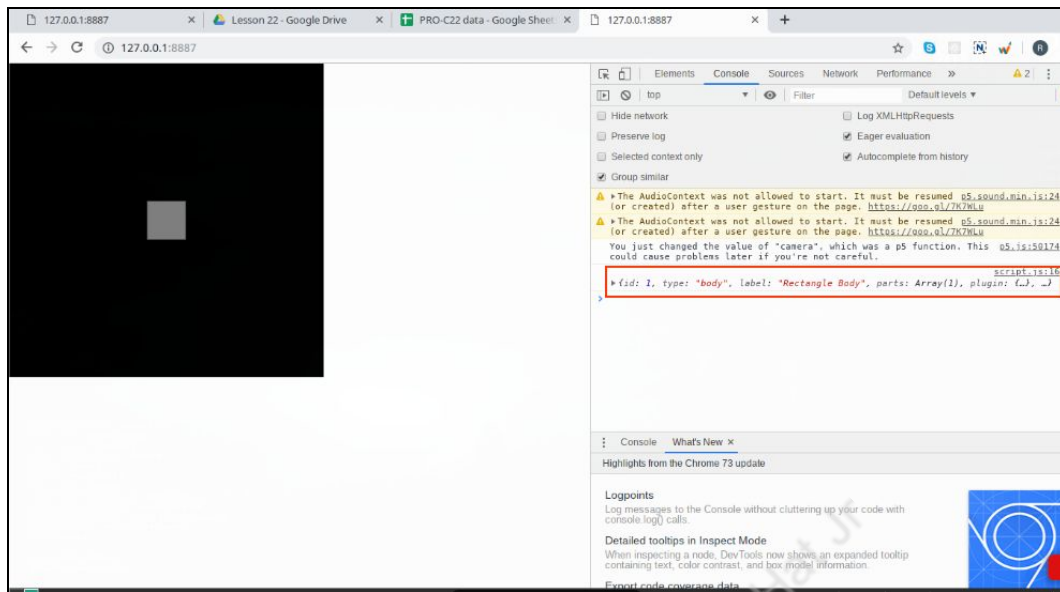 127.0.0.1:8887
Lesson 22 - Google Drive
PRO-C22 data - Google Sheet
127.0.0.1:8887
127.0.0.1:8887
Elements Console Sources Network Performance » 2
top Filter Default levels ▼
Hide network Log XMLHttpRequests
Preserve log Eager evaluation
Selected context only Autocomplete from history
Group similar
The AudioContext was not allowed to start. It must be resumed p5.sound.min.js:24
(or created) after a user gesture on the page. https://goo.gl/7K7WLu
The AudioContext was not allowed to start. It must be resumed p5.sound.min.js:24
(or created) after a user gesture on the page. https://goo.gl/7K7WLu
You just changed the value of "camera", which was a p5 function. This p5.js:50174
could cause problems later if you're not careful.
script.js:16
{id: 1, type: "body", label: "Rectangle Body", parts: Array(1), plugin: {…}, …}
Console What's New ×
Highlights from the Chrome 73 update
Logpoints
Log messages to the Console without cluttering up your code with
console.log() calls.
Detailed tooltips in Inspect Mode
When inspecting a node, DevTools now shows an expanded tooltip
containing text, color contrast, and box model information.
Export code coverage data
Hat Jr